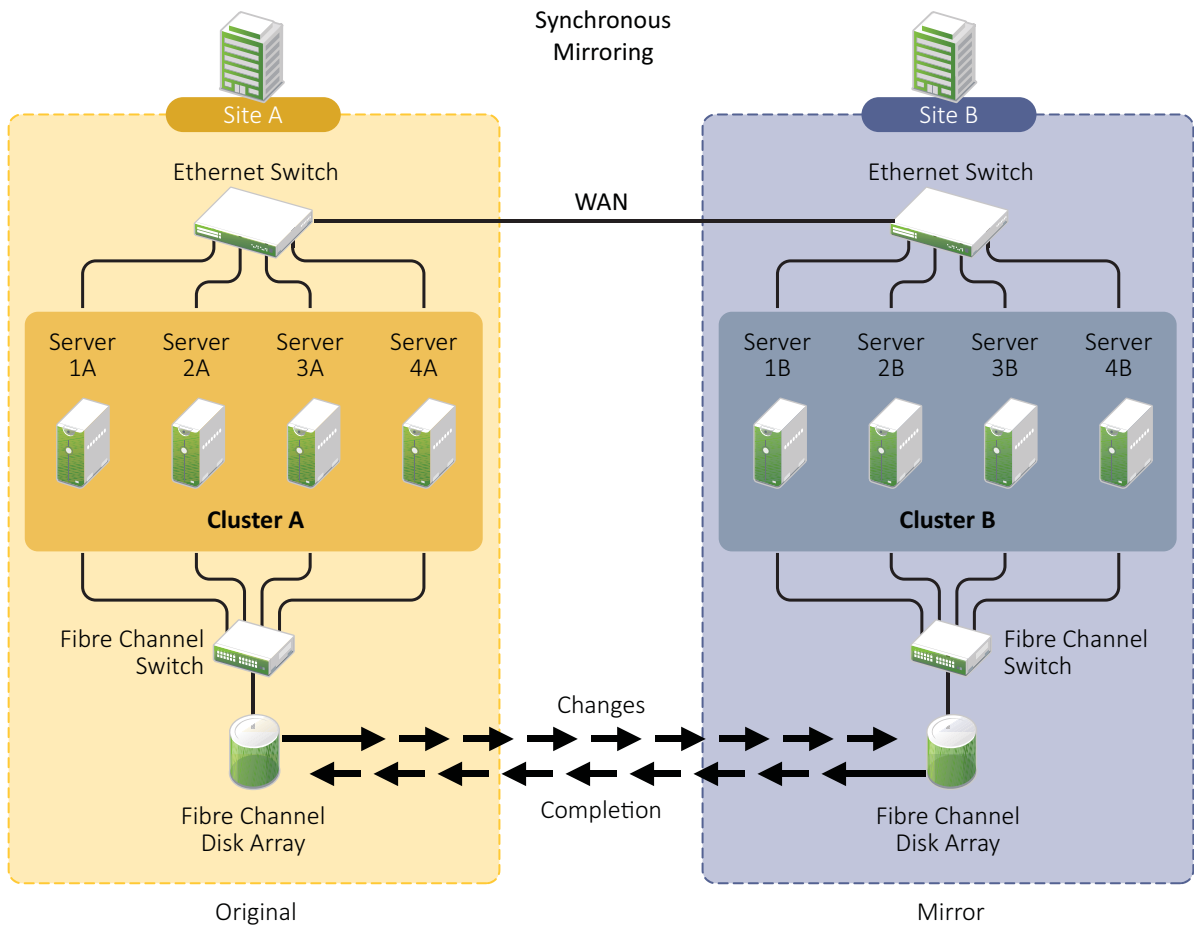 Synchronous
Mirroring
Site A
Site B
Ethernet Switch
Ethernet Switch
WAN
Server
1A
Server
2A
Server
3A
Server
4A
Cluster A
Server
1B
Server
2B
Server
3B
Server
4B
Cluster B
Fibre Channel
Switch
Fibre Channel
Switch
Changes
Completion
Fibre Channel
Disk Array
Fibre Channel
Disk Array
Original
Mirror